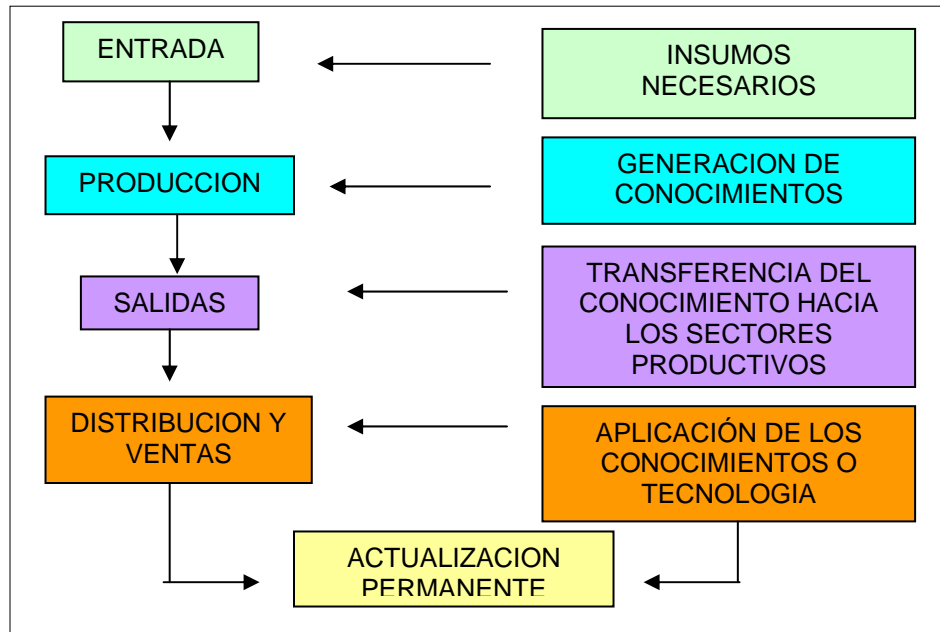 ENTRADA
INSUMOS
NECESARIOS
PRODUCCION
GENERACION DE
CONOCIMIENTOS
SALIDAS
TRANSFERENCIA DEL
CONOCIMIENTO HACIA
LOS SECTORES
PRODUCTIVOS
DISTRIBUCION Y
VENTAS
APLICACIÓN DE LOS
CONOCIMIENTOS O
TECNOLOGIA
ACTUALIZACION
PERMANENTE